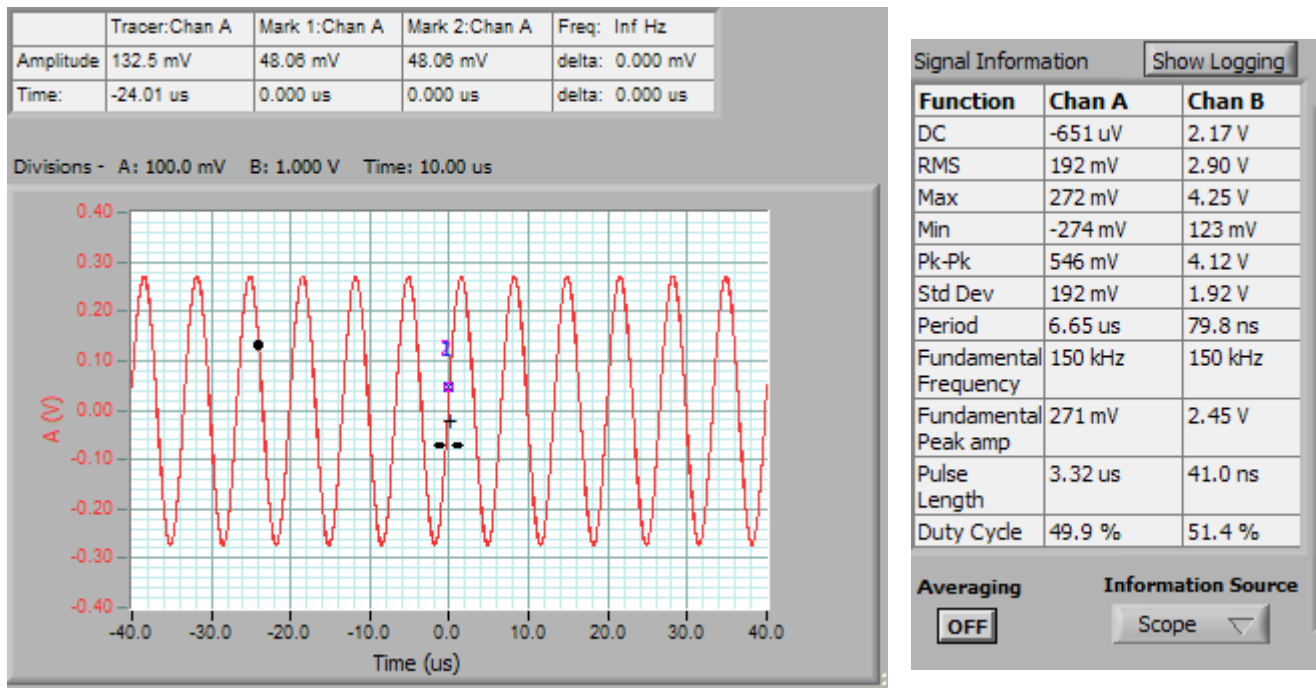 Tracer:Chan A Mark 1:Chan A Mark 2:Chan A Freq: Inf Hz
Amplitude 132.5 mV 48.06 mV 48.06 mV delta: 0.000 mV
Time: -24.01 us 0.000 us 0.000 us delta: 0.000 us
Divisions - A: 100.0 mV B: 1.000 V Time: 10.00 us
0.40
0.30
0.20
0.10
0.00
-0.10
-0.20
-0.30
-0.40
A (V)
1
-40.0 -30.0 -20.0 -10.0 0.0 10.0 20.0 30.0 40.0
Time (us)
Signal Information Show Logging
Function Chan A Chan B
DC -651 uV 2.17 V
RMS 192 mV 2.90 V
Max 272 mV 4.25 V
Min -274 mV 123 mV
Pk-Pk 546 mV 4.12 V
Std Dev 192 mV 1.92 V
Period 6.65 us 79.8 ns
Fundamental 150 kHz 150 kHz
Frequency
Fundamental 271 mV 2.45 V
Peak amp
Pulse 3.32 us 41.0 ns
Length
Duty Cycle 49.9 % 51.4 %
Averaging Information Source
OFF Scope